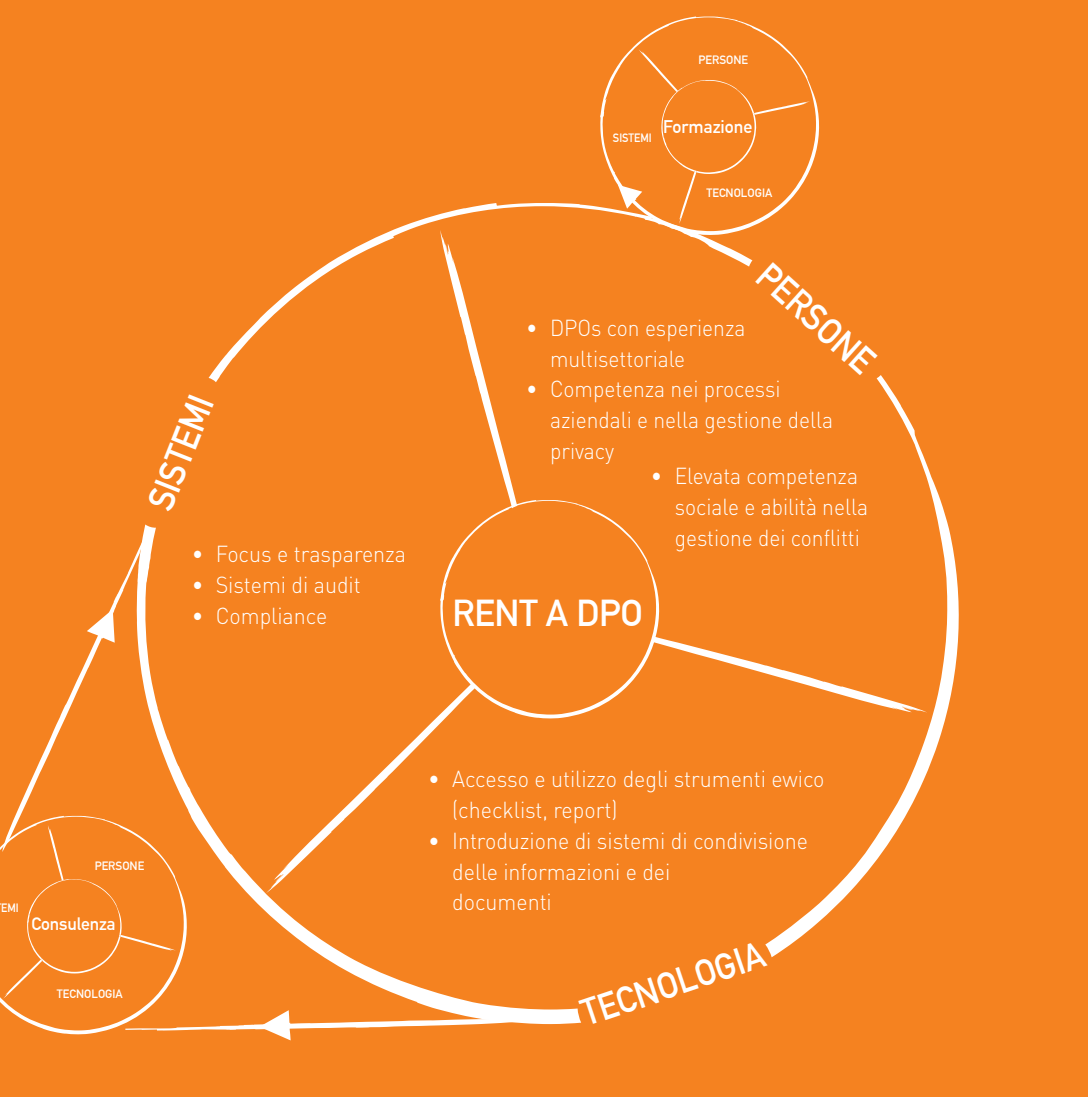 PERSONE
Formazione
SISTEMI
TECNOLOGIA
PERSONE
• DPOs con esperienza
multisettoriale
• Competenza nei processi
aziendali e nella gestione della
privacy
• Elevata competenza
sociale e abilità nella
gestione dei conflitti
SISTEMI
• Focus e trasparenza
• Sistemi di audit
• Compliance
RENT A DPO
• Accesso e utilizzo degli strumenti ewico
(checklist, report)
• Introduzione di sistemi di condivisione
delle informazioni e dei
documenti
TECNOLOGIA
PERSONE
TEMI
Consulenza
TECNOLOGIA